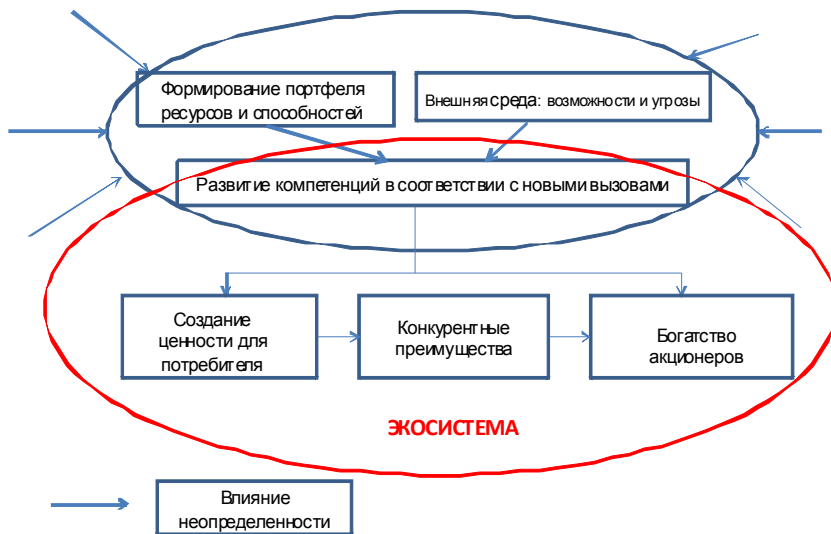 Формирование портфеля
ресурсов и способностей
Внешняя среда: возможности и угрозы
Развитие компетенций в соответствии с новыми вызовами
Создание
ценности для
потребителя
Конкурентные
преимущества
Богатство
акционеров
ЭКОСИСТЕМА
Влияние
неопределенности